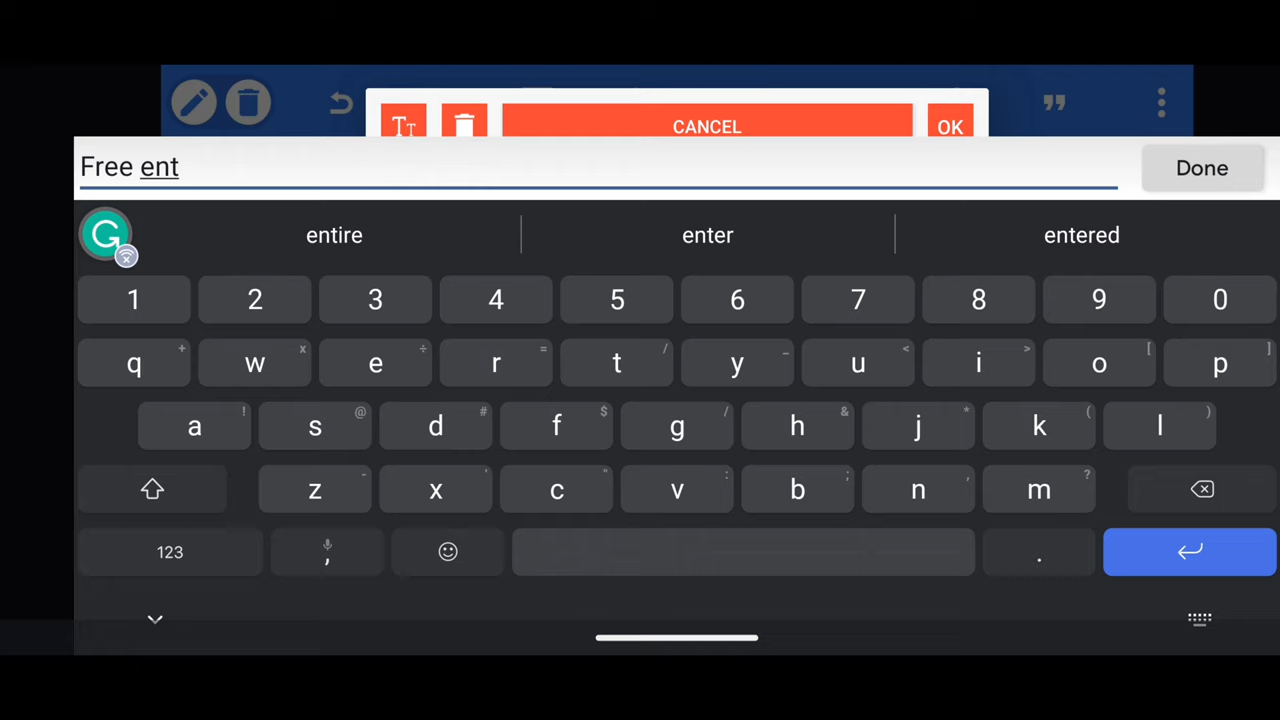 Tт CANCEL OK
Free ent Done
entire enter entered
1 2 3 4 5 6 7 8 9 0
q + w x e ÷ r = t / y _ u < i > o [ p ]
a ! s @ d # f $ g / h & j * k ( l )
z - x ' c " v : b ; n , m ?
123 , .